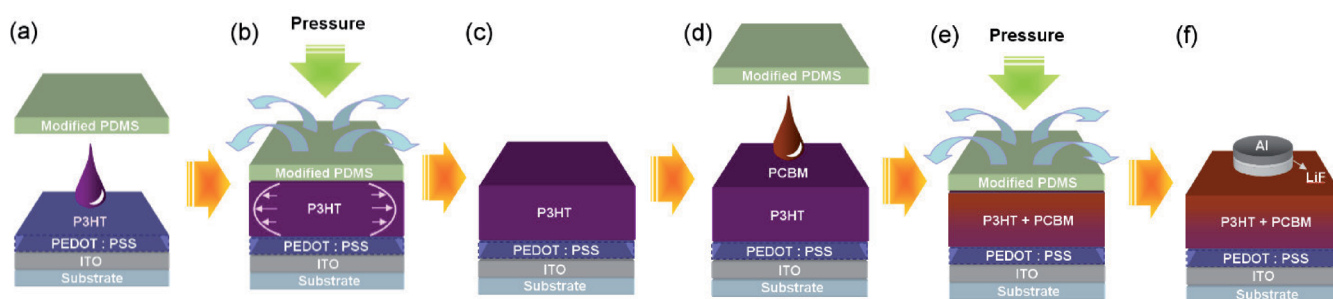 (a)
Modified PDMS
P3HT
PEDOT : PSS
ITO
Substrate
(b)
Pressure
Modified PDMS
P3HT
PEDOT : PSS
ITO
Substrate
(c)
P3HT
PEDOT : PSS
ITO
Substrate
(d)
Modified PDMS
PCBM
P3HT
PEDOT : PSS
ITO
Substrate
(e)
Pressure
Modified PDMS
P3HT + PCBM
PEDOT : PSS
ITO
Substrate
(f)
Al
LiF
P3HT + PCBM
PEDOT : PSS
ITO
Substrate